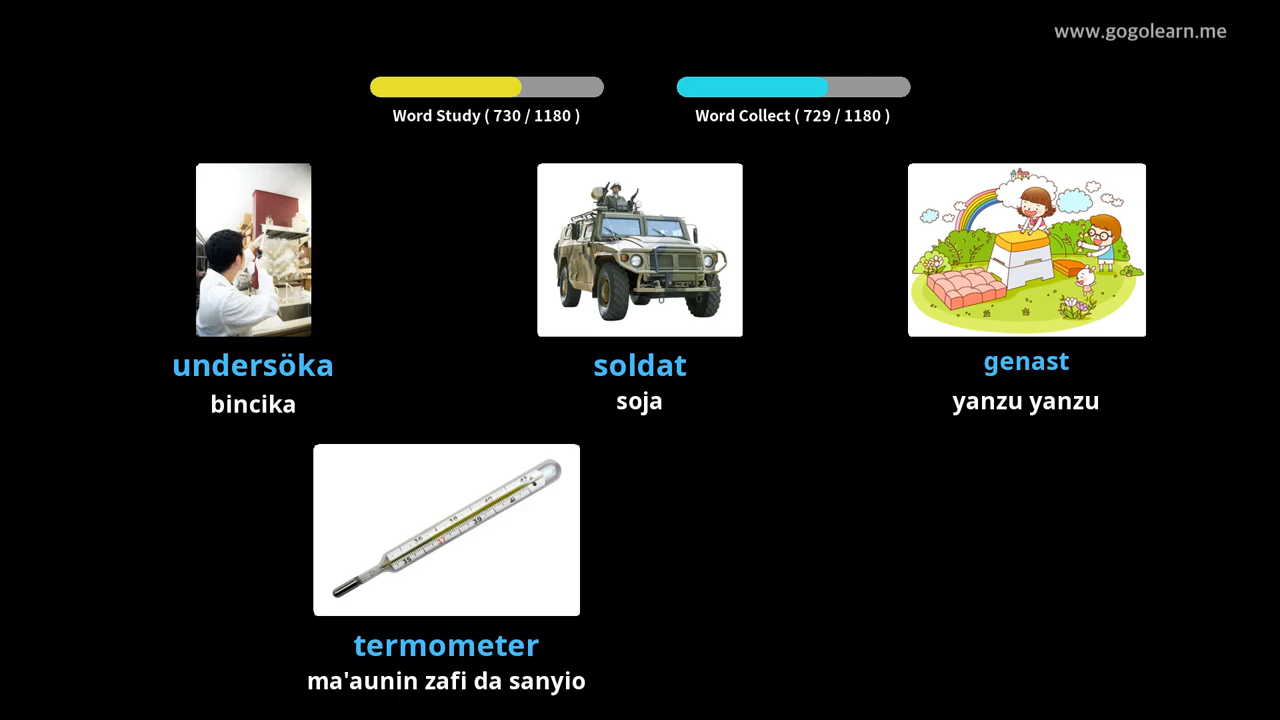 www.gogolearn.me
Word Study ( 730 / 1180 )
Word Collect ( 729 / 1180 )
undersöka
bincika
soldat
soja
genast
yanzu yanzu
termometer
ma'aunin zafi da sanyio